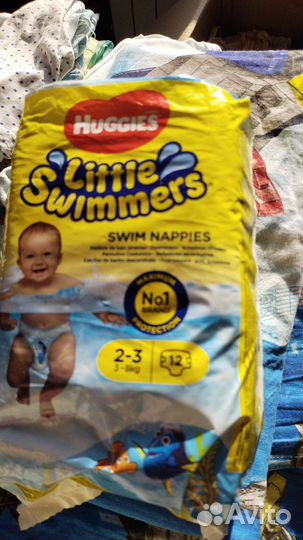 HUGGIES
Little
Swimmers
SWIM NAPPIES
MAXIMUM
No1
BRAND
PROTECTION
2-3
3-8kg
12
Avito